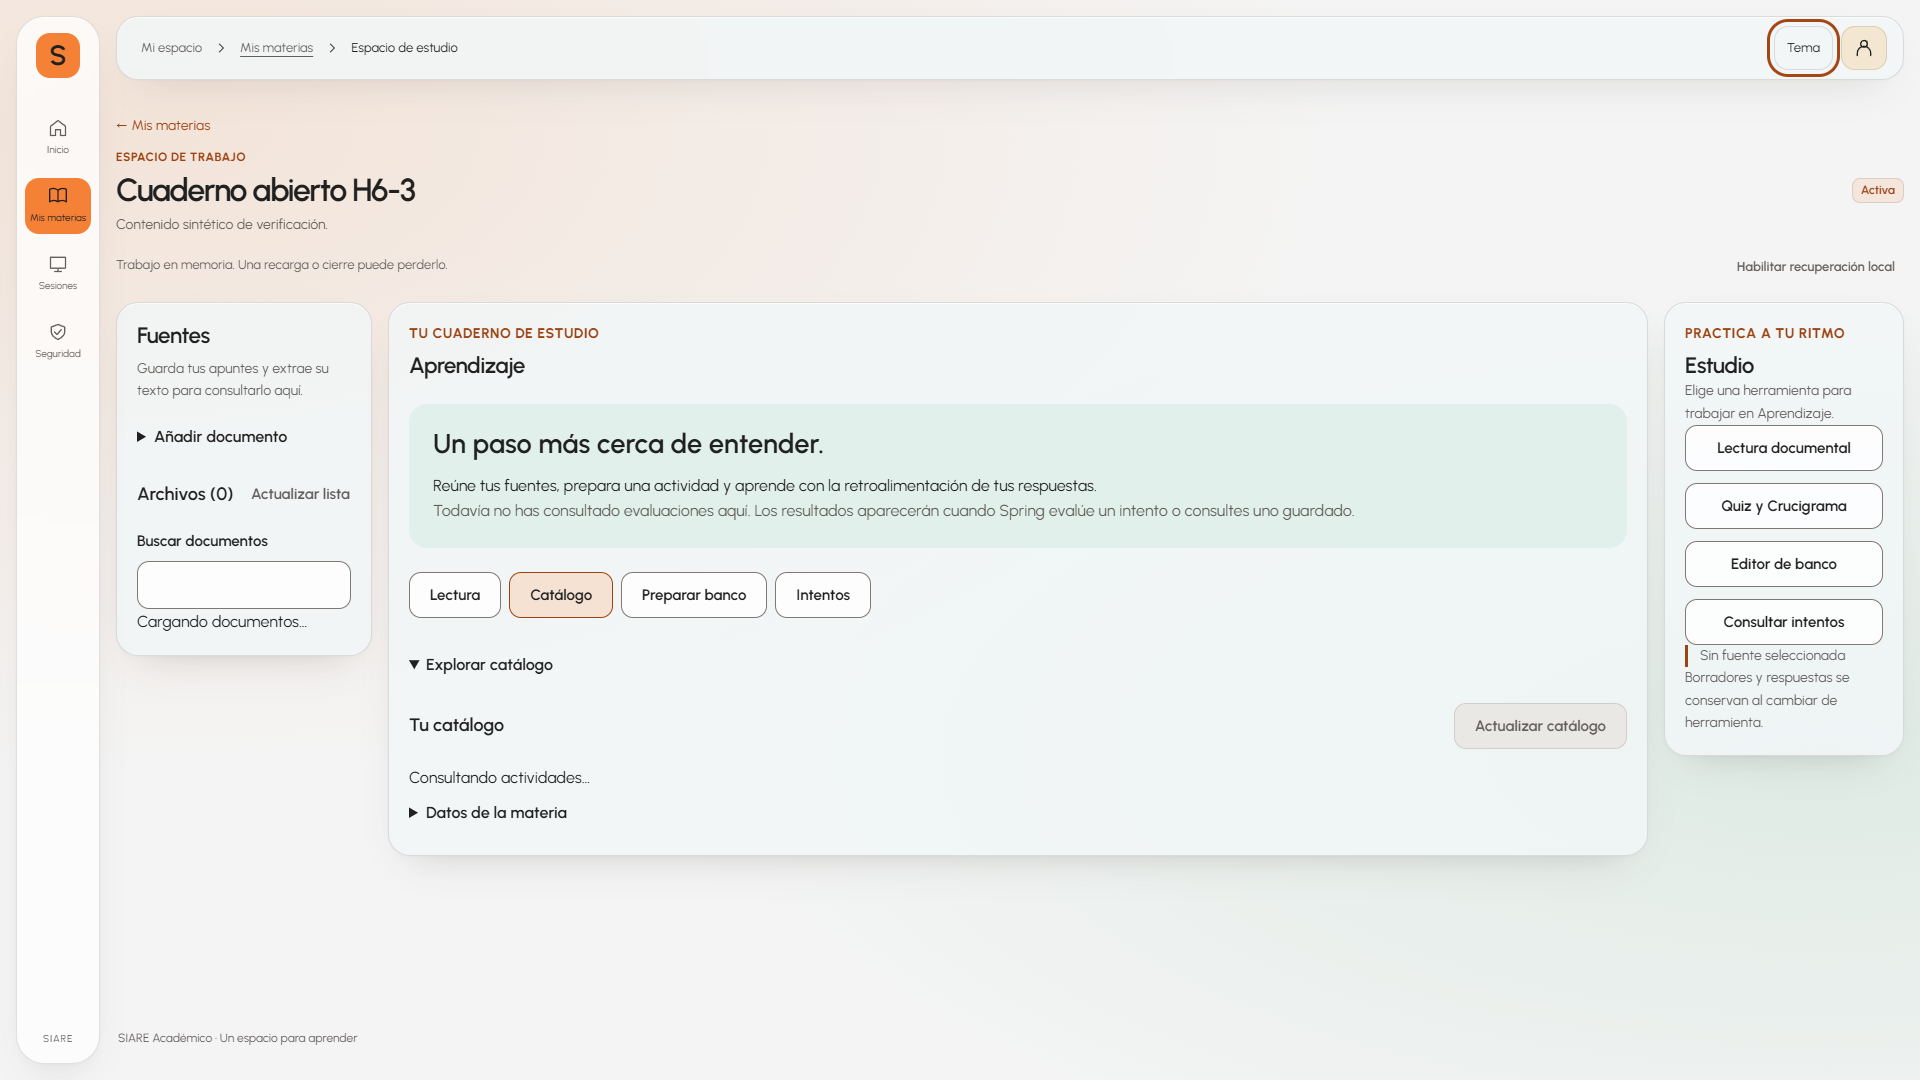 S
Inicio
Mis materias
Sesiones
Seguridad
SIARE
Mi espacio
Mis materias
Espacio de estudio
Tema
← Mis materias
ESPACIO DE TRABAJO
Cuaderno abierto H6-3
Activa
Contenido sintético de verificación.
Trabajo en memoria. Una recarga o cierre puede perderlo.
Habilitar recuperación local
Fuentes
Guarda tus apuntes y extrae su
texto para consultarlo aquí.
Añadir documento
Archivos (0)
Actualizar lista
Buscar documentos
Cargando documentos...
TU CUADERNO DE ESTUDIO
Aprendizaje
Un paso más cerca de entender.
Reúne tus fuentes, prepara una actividad y aprende con la retroalimentación de tus respuestas.
Todavía no has consultado evaluaciones aquí. Los resultados aparecerán cuando Spring evalúe un intento o consultes uno guardado.
Lectura
Catálogo
Preparar banco
Intentos
Explorar catálogo
Tu catálogo
Actualizar catálogo
Consultando actividades...
Datos de la materia
PRACTICA A TU RITMO
Estudio
Elige una herramienta para
trabajar en Aprendizaje.
Lectura documental
Quiz y Crucigrama
Editor de banco
Consultar intentos
Sin fuente seleccionada
Borradores y respuestas se
conservan al cambiar de
herramienta.
SIARE Académico · Un espacio para aprender